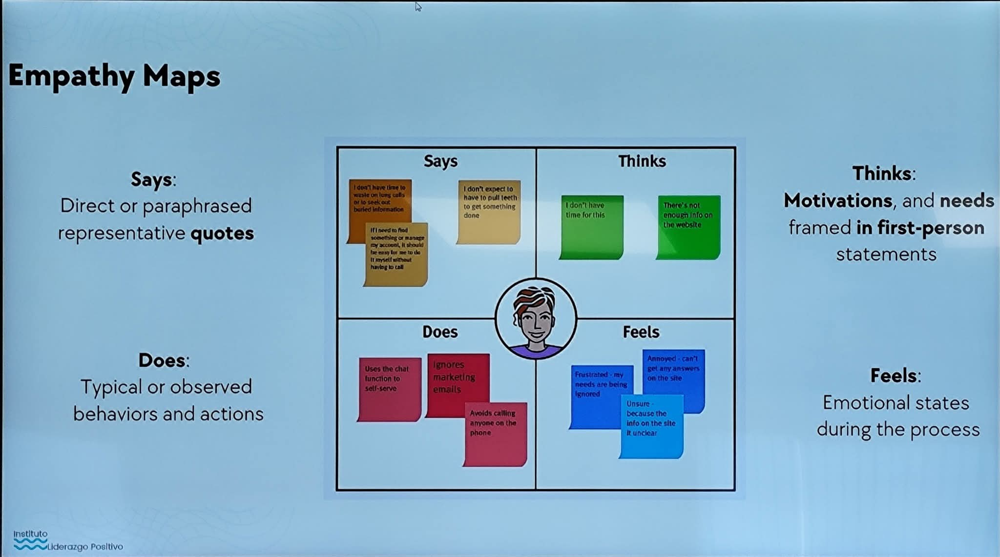 Empathy Maps
Says:
Direct or paraphrased
representative quotes
Does:
Typical or observed
behaviors and actions
Says
I don't have time to
waste on long calls
or to seek out
buried information
If I need to find
something or manage
my account, it should
be easy for me to do
it myself without
having to call
I don't expect to
have to pull teeth
to get something
done
Thinks
I don't have
time for this
There's not
enough info on
the website
Does
Uses the chat
function to
self-serve
Ignores
marketing
emails
Avoids calling
anyone on the
phone
Feels
Frustrated - my
needs are being
ignored
Annoyed - can't
get any answers
on the site
Unsure -
because the
info on the site
it unclear
Thinks:
Motivations, and needs
framed in first-person
statements
Feels:
Emotional states
during the process
Instituto
Liderazgo Positivo